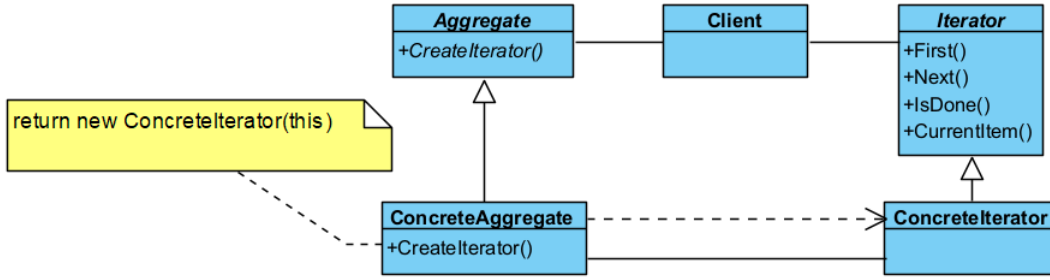 Aggregate
+CreateIterator()
Client
Iterator
+First()
+Next()
+IsDone()
+CurrentItem()
return new ConcreteIterator(this)
ConcreteAggregate
+CreateIterator()
ConcreteIterator